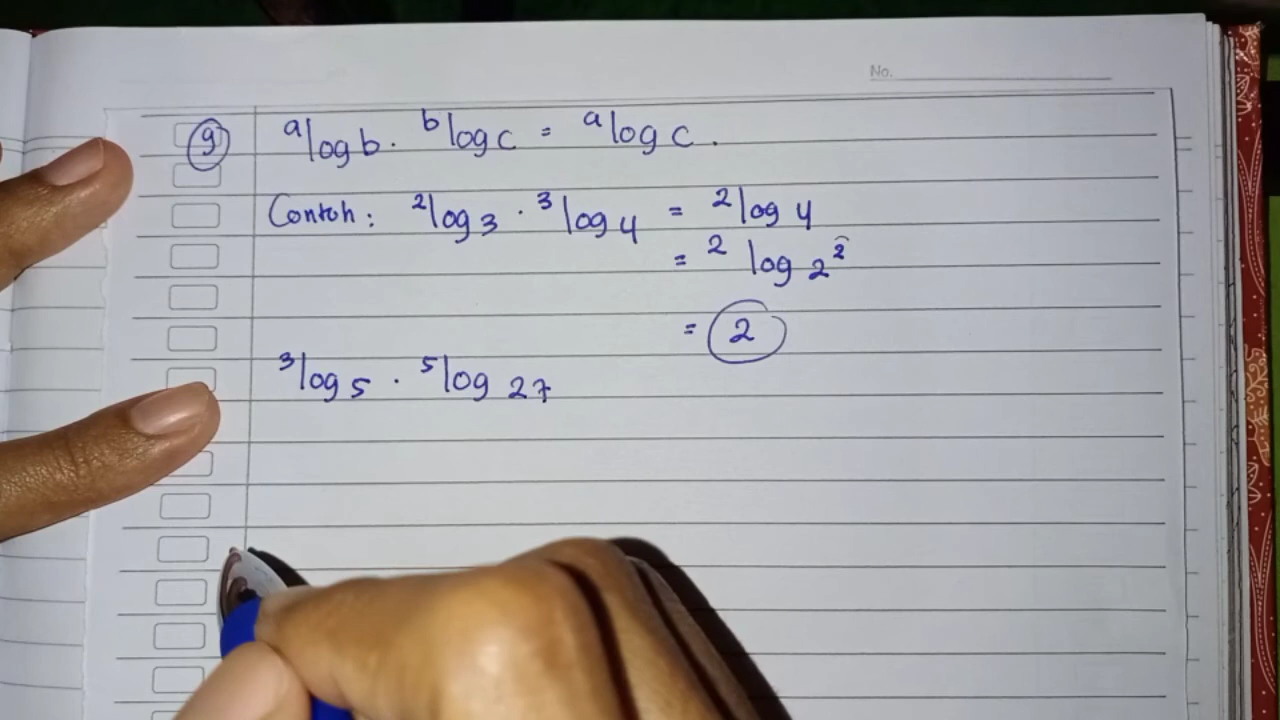 No.
9 ᵃlog b · ᵇlog c = ᵃlog c.
Contoh : ²log 3 · ³log 4 = ²log 4
= ² log 2²
= 2
³log 5 · ⁵log 27